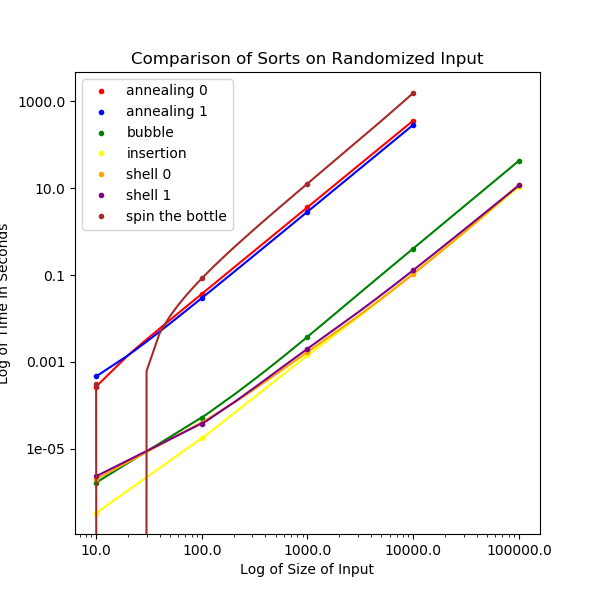 Comparison of Sorts on Randomized Input
1000.0
10.0
0.1
0.001
1e-05
Log of Time in Seconds
annealing 0
annealing 1
bubble
insertion
shell 0
shell 1
spin the bottle
10.0 100.0 1000.0 10000.0 100000.0
Log of Size of Input